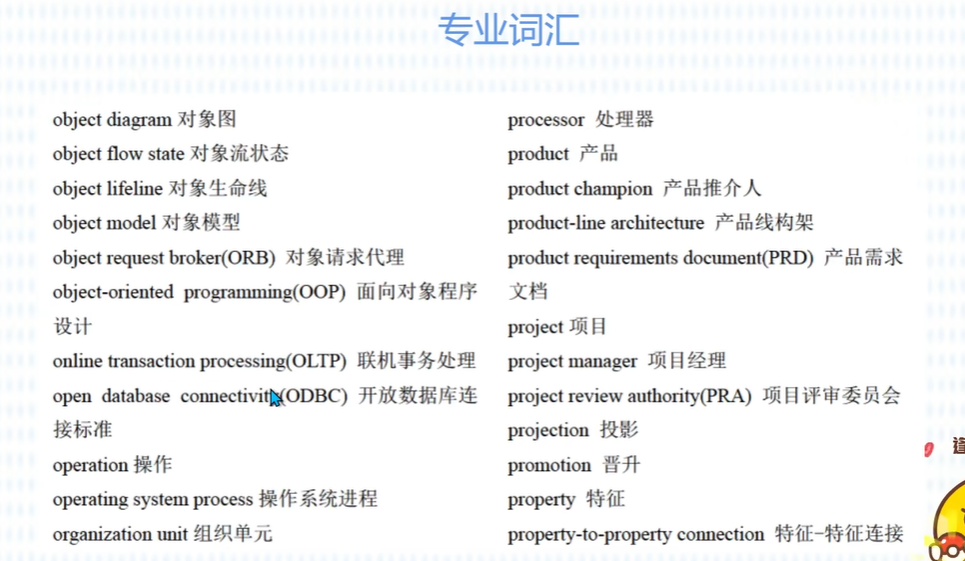 专业词汇
object diagram 对象图
object flow state 对象流状态
object lifeline 对象生命线
object model 对象模型
object request broker(ORB) 对象请求代理
object-oriented programming(OOP) 面向对象程序
设计
online transaction processing(OLTP) 联机事务处理
open database connectivity(ODBC) 开放数据库连
接标准
operation 操作
operating system process 操作系统进程
organization unit 组织单元
processor 处理器
product 产品
product champion 产品推介人
product-line architecture 产品线构架
product requirements document(PRD) 产品需求
文档
project 项目
project manager 项目经理
project review authority(PRA) 项目评审委员会
projection 投影
promotion 晋升
property 特征
property-to-property connection 特征-特征连接